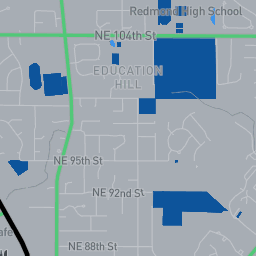 Redmond High School
NE 104th St
EDUCATION
HILL
NE 95th St
NE 92nd St
NE 88th St